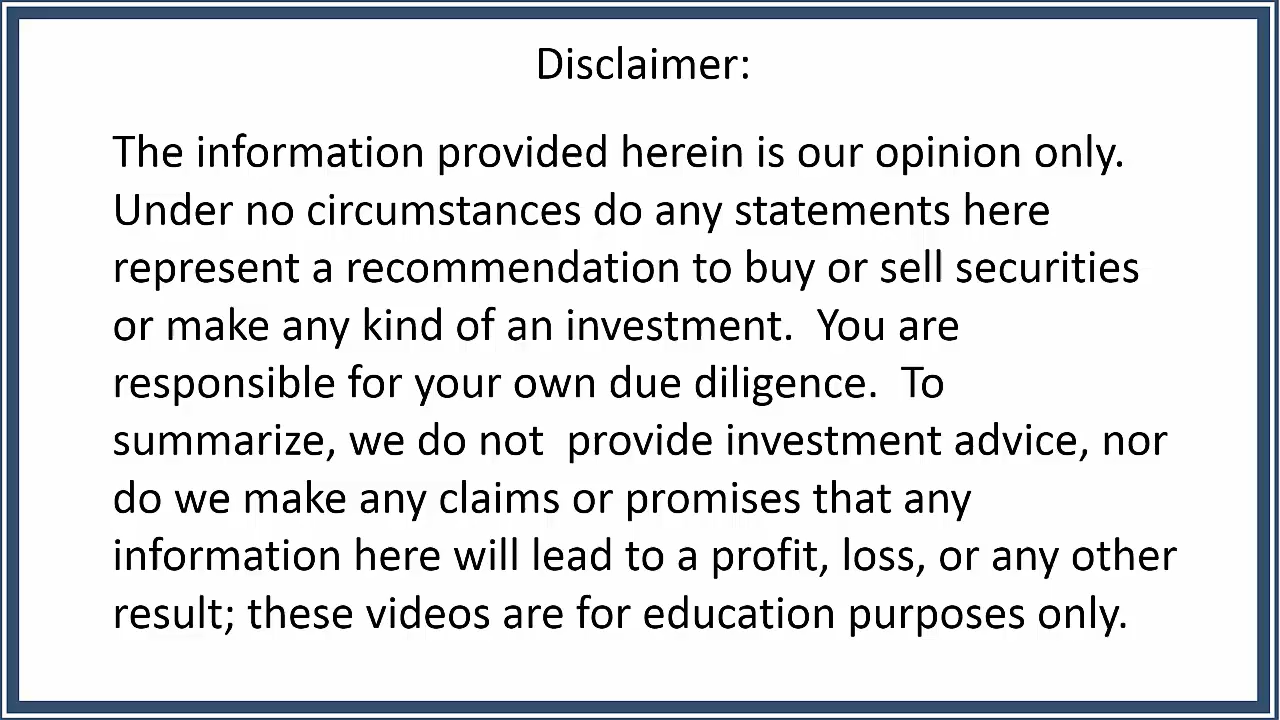 Disclaimer:
The information provided herein is our opinion only.
Under no circumstances do any statements here
represent a recommendation to buy or sell securities
or make any kind of an investment.  You are
responsible for your own due diligence.  To
summarize, we do not  provide investment advice, nor
do we make any claims or promises that any
information here will lead to a profit, loss, or any other
result; these videos are for education purposes only.